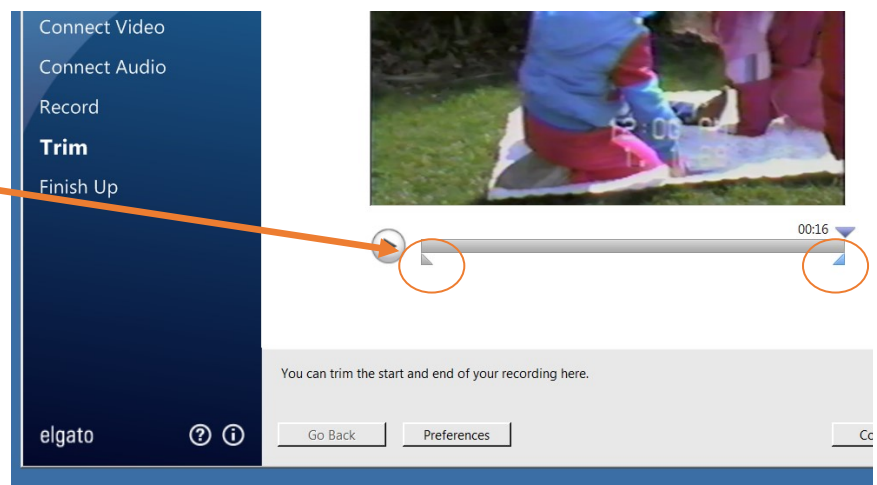 Connect Video
Connect Audio
Record
Trim
Finish Up
00:16
You can trim the start and end of your recording here.
elgato
Go Back
Preferences